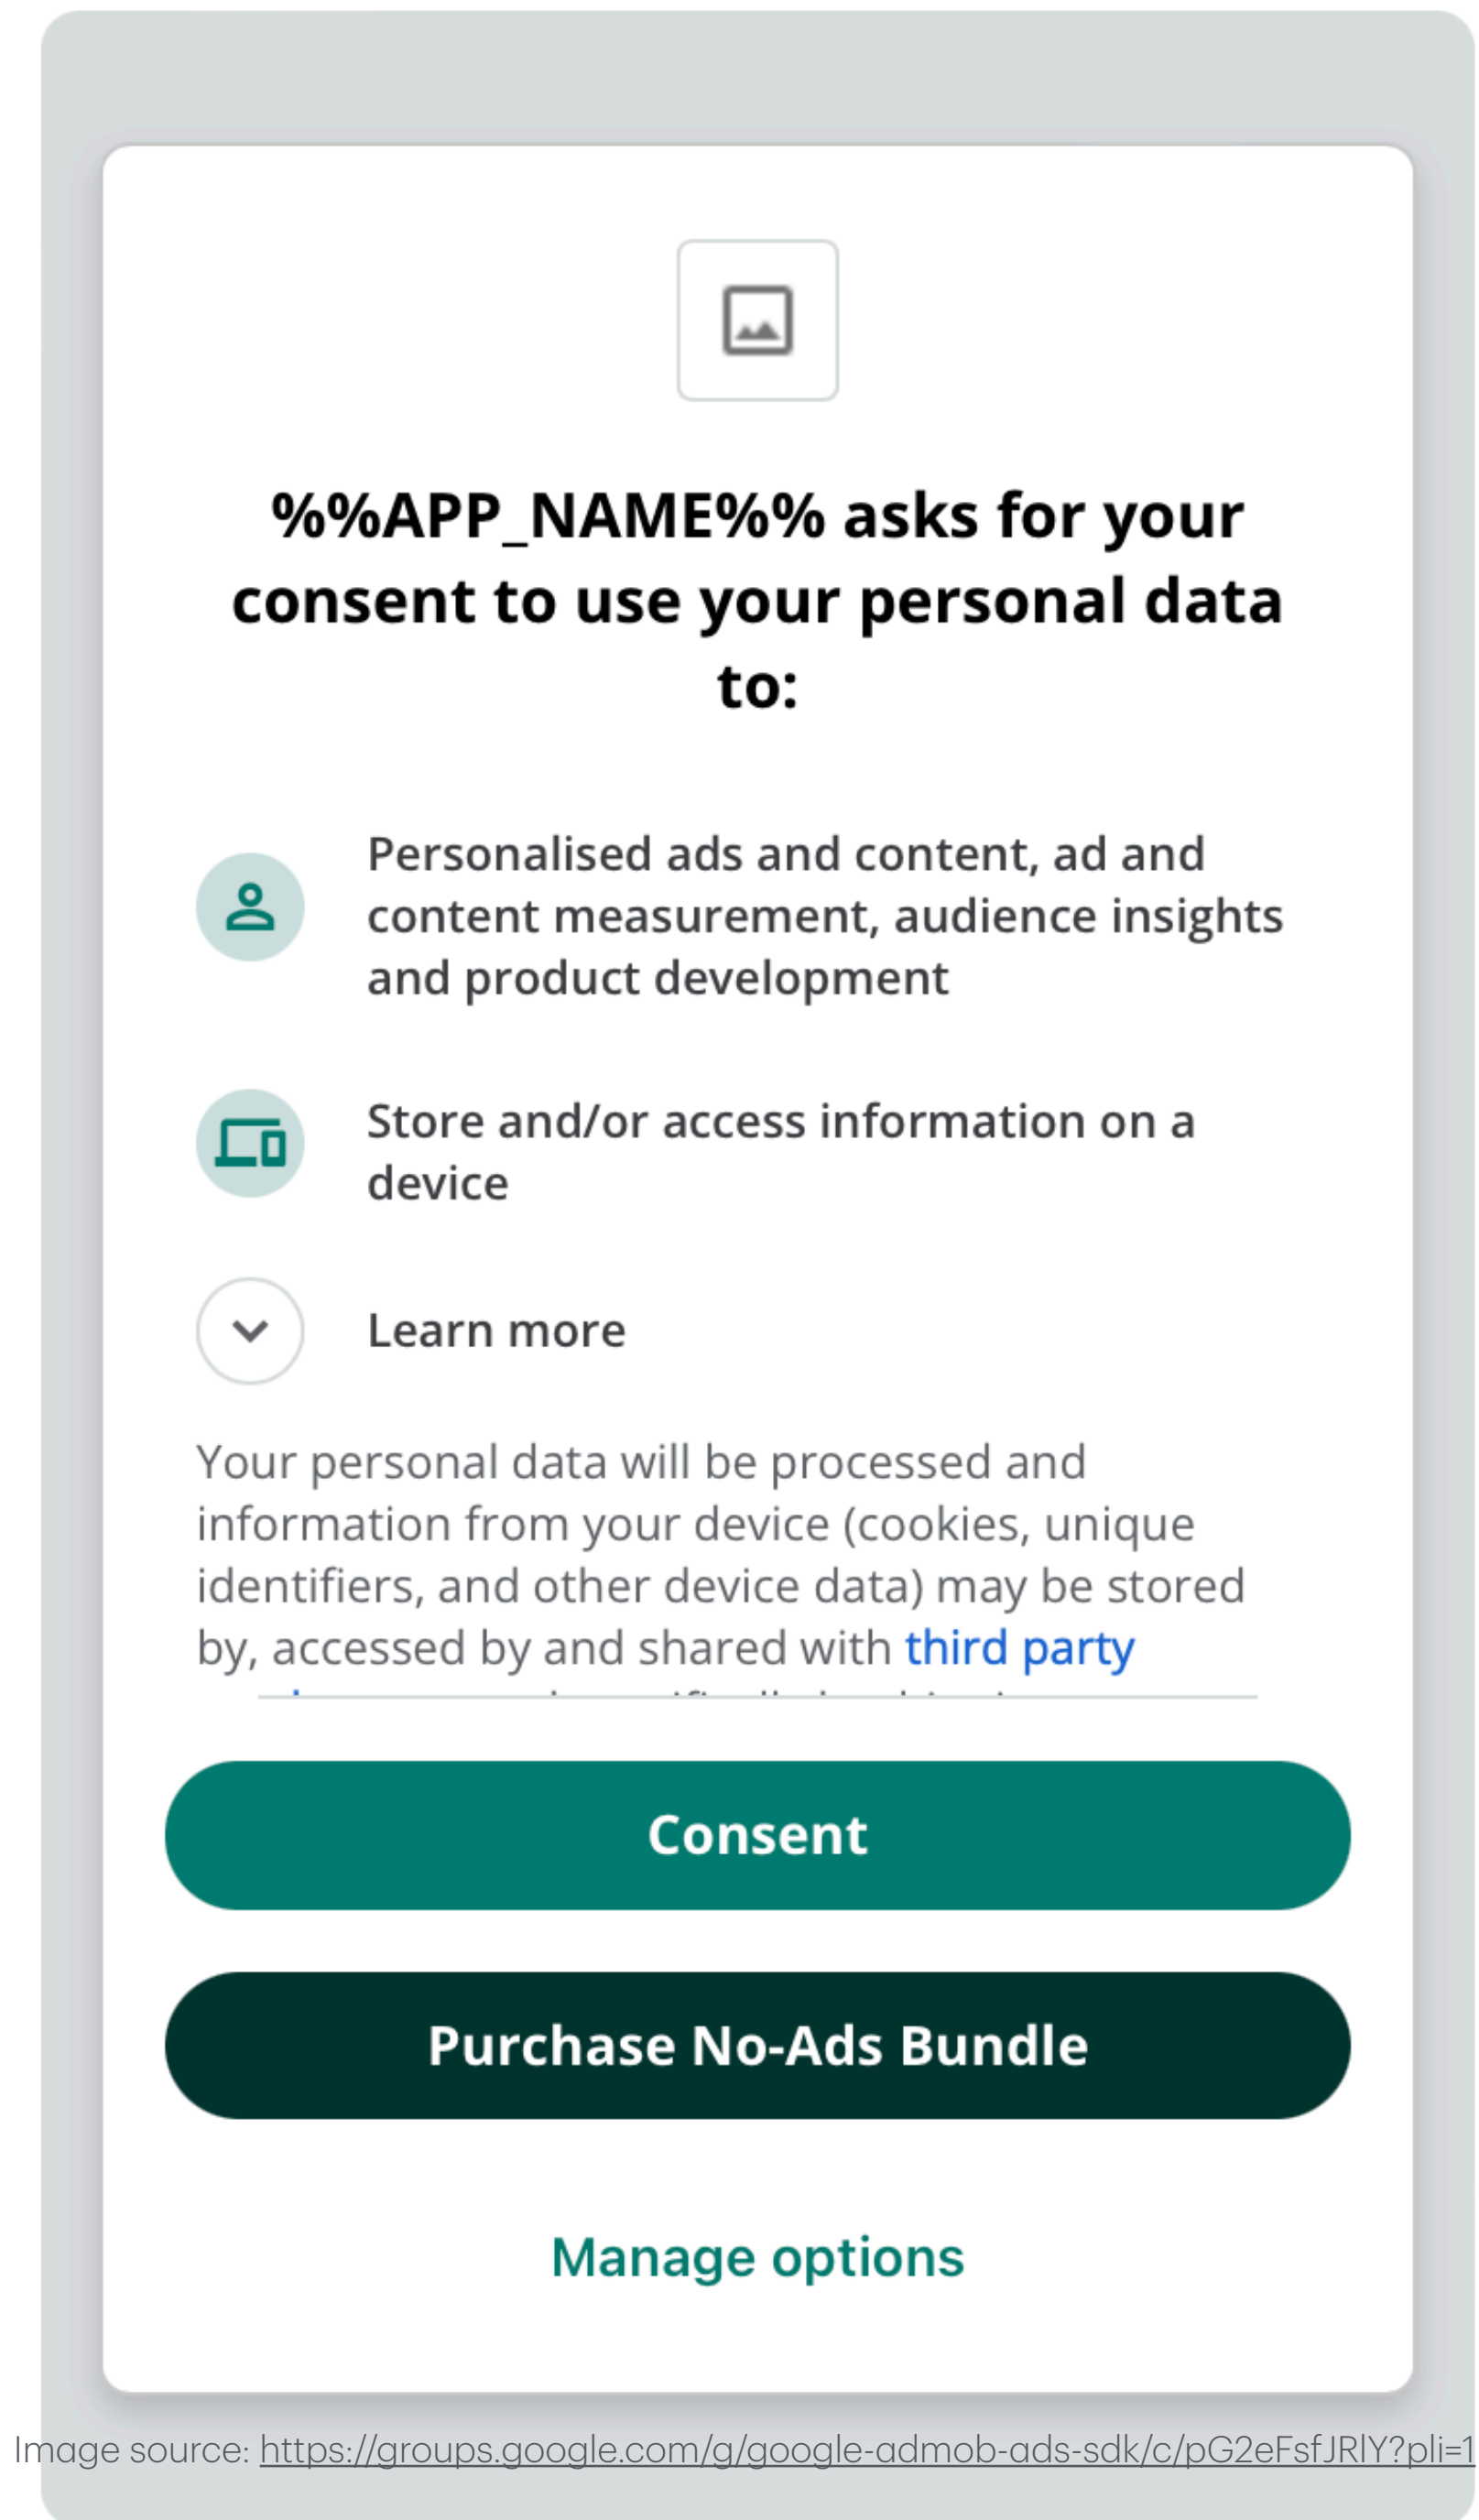 %%APP_NAME%% asks for your
consent to use your personal data
to:
Personalised ads and content, ad and
content measurement, audience insights
and product development
Store and/or access information on a
device
Learn more
Your personal data will be processed and
information from your device (cookies, unique
identifiers, and other device data) may be stored
by, accessed by and shared with third party
Consent
Purchase No-Ads Bundle
Manage options
Image source: https://groups.google.com/g/google-admob-ads-sdk/c/pG2eFsfJRlY?pli=1